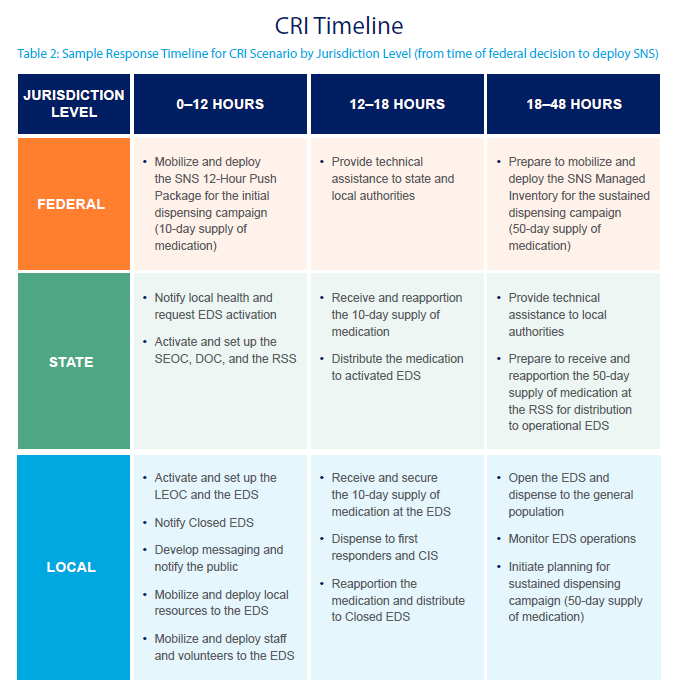 CRI Timeline
Table 2: Sample Response Timeline for CRI Scenario by Jurisdiction Level (from time of federal decision to deploy SNS)
JURISDICTION
LEVEL
0–12 HOURS
12–18 HOURS
18–48 HOURS
FEDERAL
• Mobilize and deploy
the SNS 12-Hour Push
Package for the initial
dispensing campaign
(10-day supply of
medication)
• Provide technical
assistance to state and
local authorities
• Prepare to mobilize and
deploy the SNS Managed
Inventory for the sustained
dispensing campaign
(50-day supply of
medication)
STATE
• Notify local health and
request EDS activation
• Activate and set up the
SEOC, DOC, and the RSS
• Receive and reapportion
the 10-day supply of
medication
• Distribute the medication
to activated EDS
• Provide technical
assistance to local
authorities
• Prepare to receive and
reapportion the 50-day
supply of medication at
the RSS for distribution
to operational EDS
LOCAL
• Activate and set up the
LEOC and the EDS
• Notify Closed EDS
• Develop messaging and
notify the public
• Mobilize and deploy local
resources to the EDS
• Mobilize and deploy staff
and volunteers to the EDS
• Receive and secure
the 10-day supply of
medication at the EDS
• Dispense to first
responders and CIS
• Reapportion the
medication and distribute
to Closed EDS
• Open the EDS and
dispense to the general
population
• Monitor EDS operations
• Initiate planning for
sustained dispensing
campaign (50-day supply
of medication)